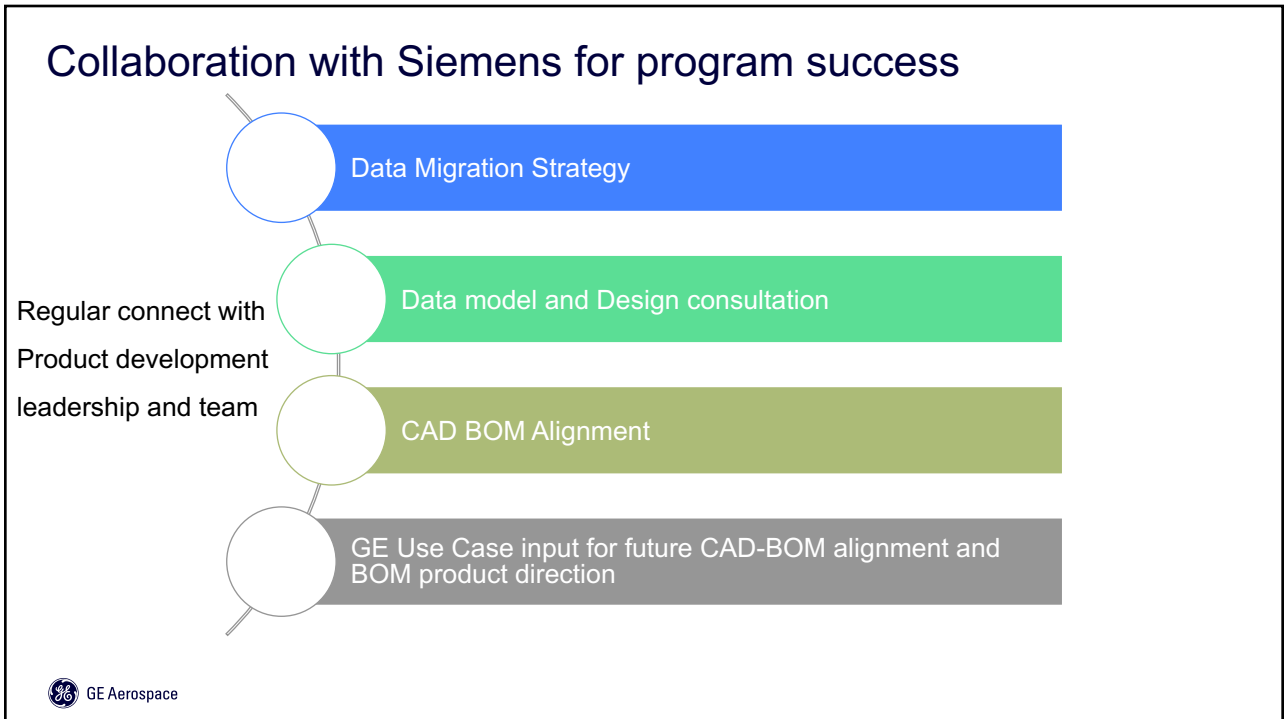 Collaboration with Siemens for program success
Data Migration Strategy
Data model and Design consultation
Regular connect with
Product development
leadership and team
CAD BOM Alignment
GE Use Case input for future CAD-BOM alignment and
BOM product direction
GE Aerospace